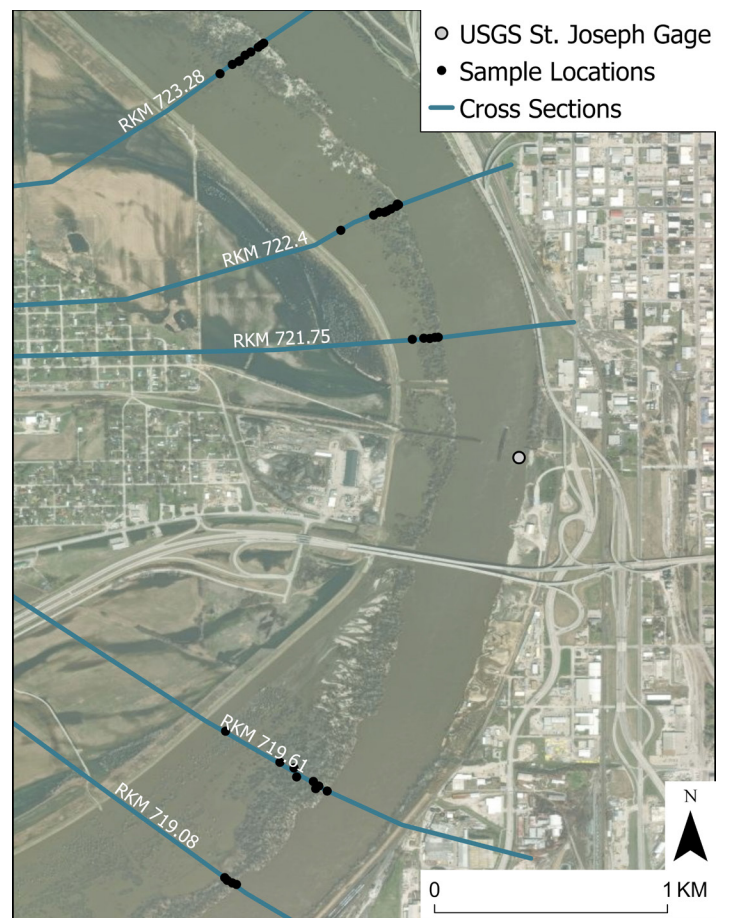 USGS St. Joseph Gage
Sample Locations
Cross Sections
RKM 723.28
RKM 722.4
RKM 721.75
RKM 719.61
RKM 719.08
N
0 1 KM